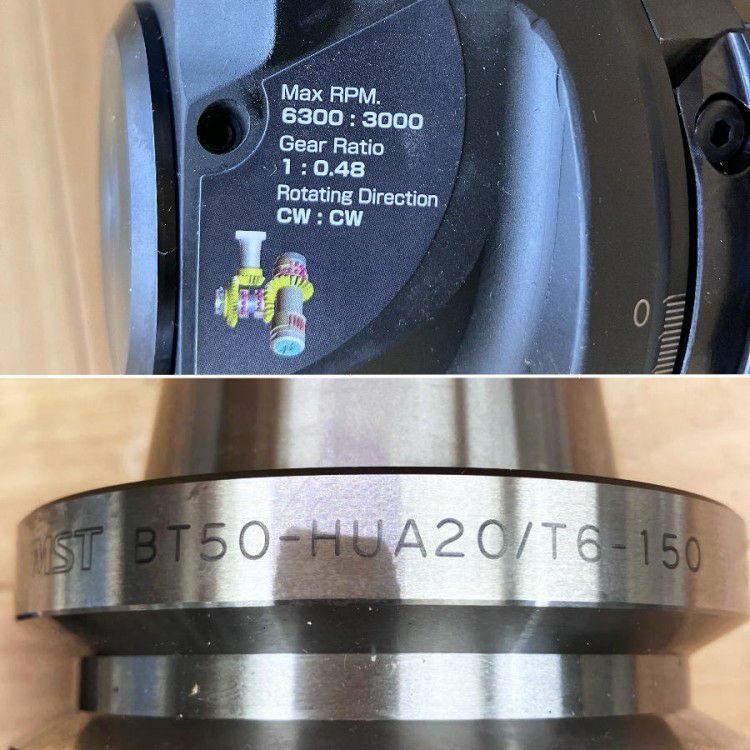 Max RPM.
6300 : 3000
Gear Ratio
1 : 0.48
Rotating Direction
CW : CW
0
MST BT50-HUA20/T6-150